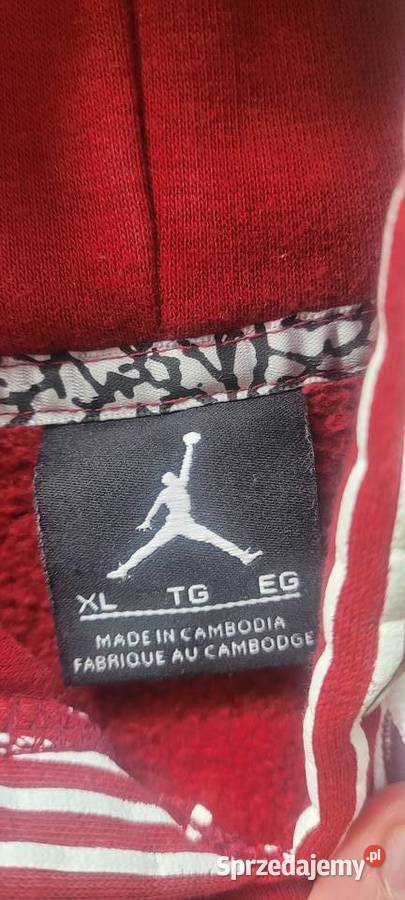 XL TG EG
MADE IN CAMBODIA
FABRIQUE AU CAMBODGE
Sprzedajemy.pl